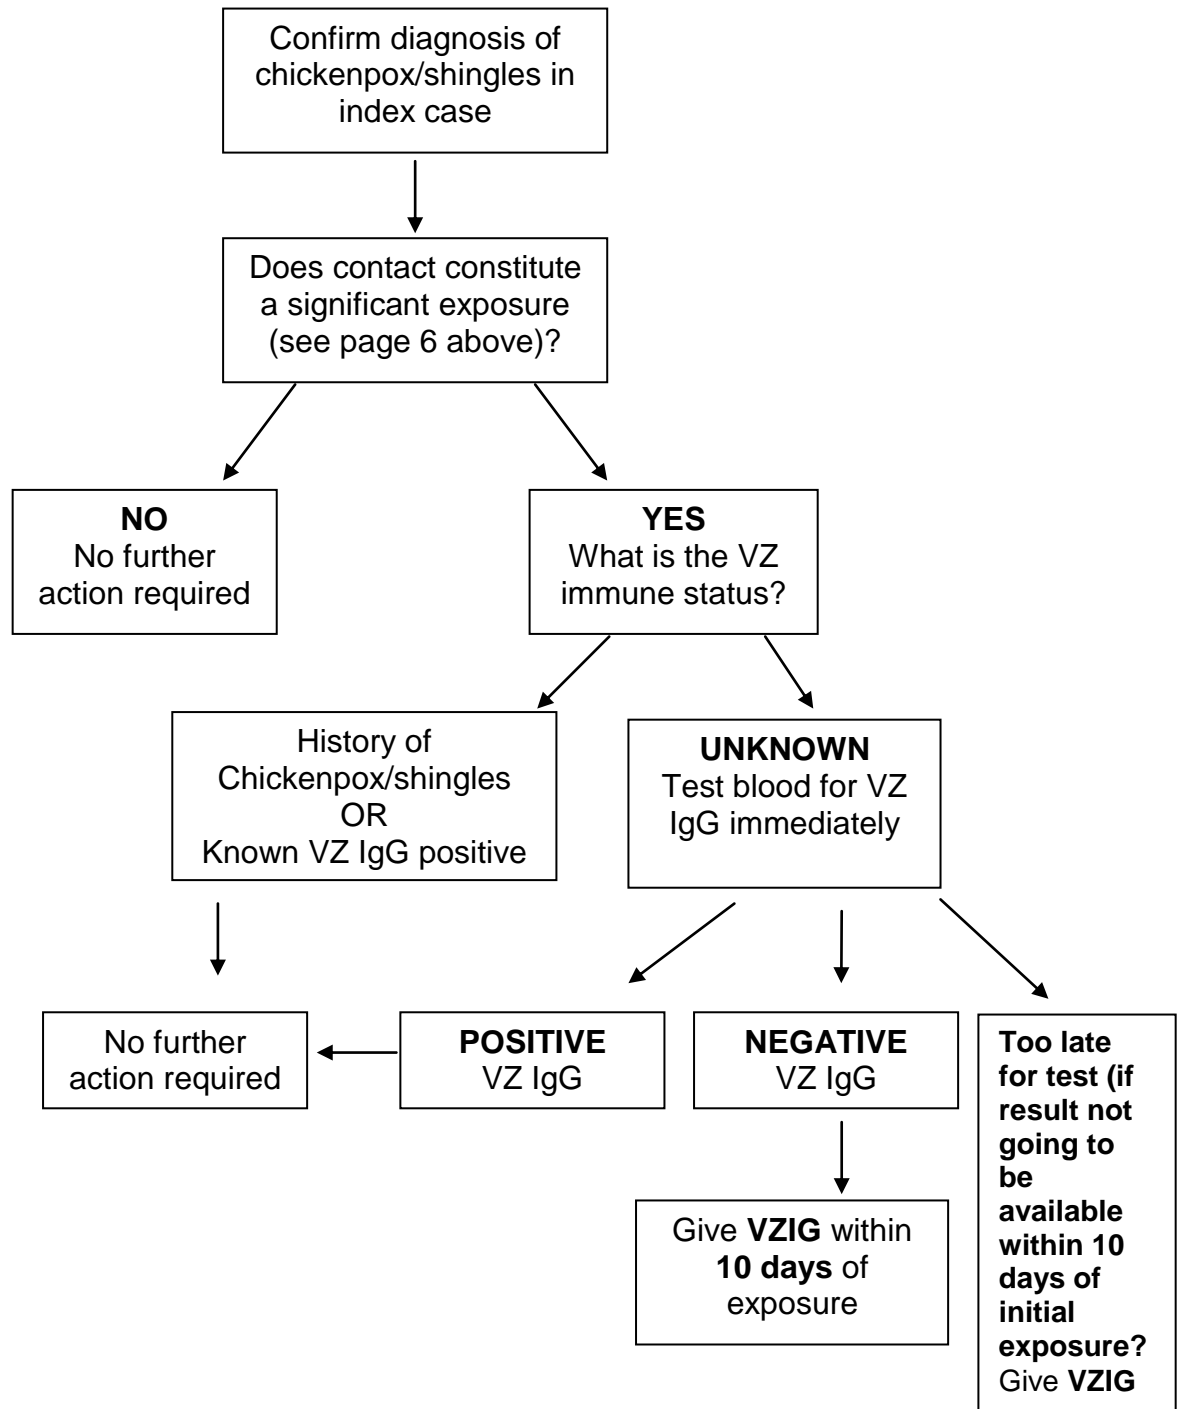 Confirm diagnosis of
chickenpox/shingles in
index case
Does contact constitute
a significant exposure
(see page 6 above)?
NO
No further
action required
YES
What is the VZ
immune status?
History of
Chickenpox/shingles
OR
Known VZ IgG positive
UNKNOWN
Test blood for VZ
IgG immediately
No further
action required
POSITIVE
VZ IgG
NEGATIVE
VZ IgG
Too late
for test (if
result not
going to
be
available
within 10
days of
initial
exposure?
Give VZIG
Give VZIG within
10 days of
exposure